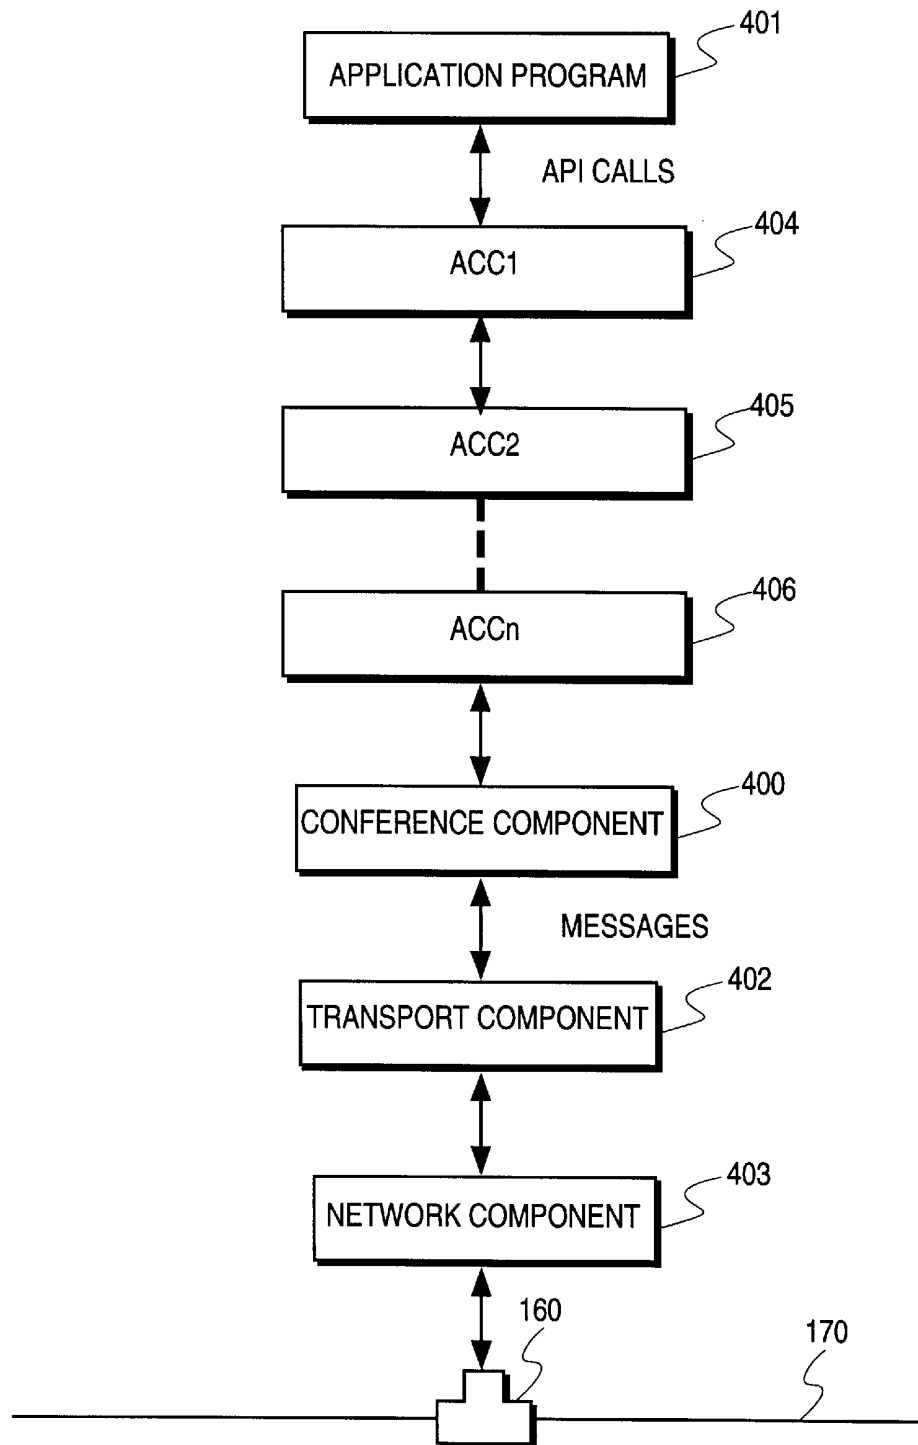 401
APPLICATION PROGRAM
API CALLS
404
ACC1
405
ACC2
406
ACCn
400
CONFERENCE COMPONENT
MESSAGES
402
TRANSPORT COMPONENT
403
NETWORK COMPONENT
160
170